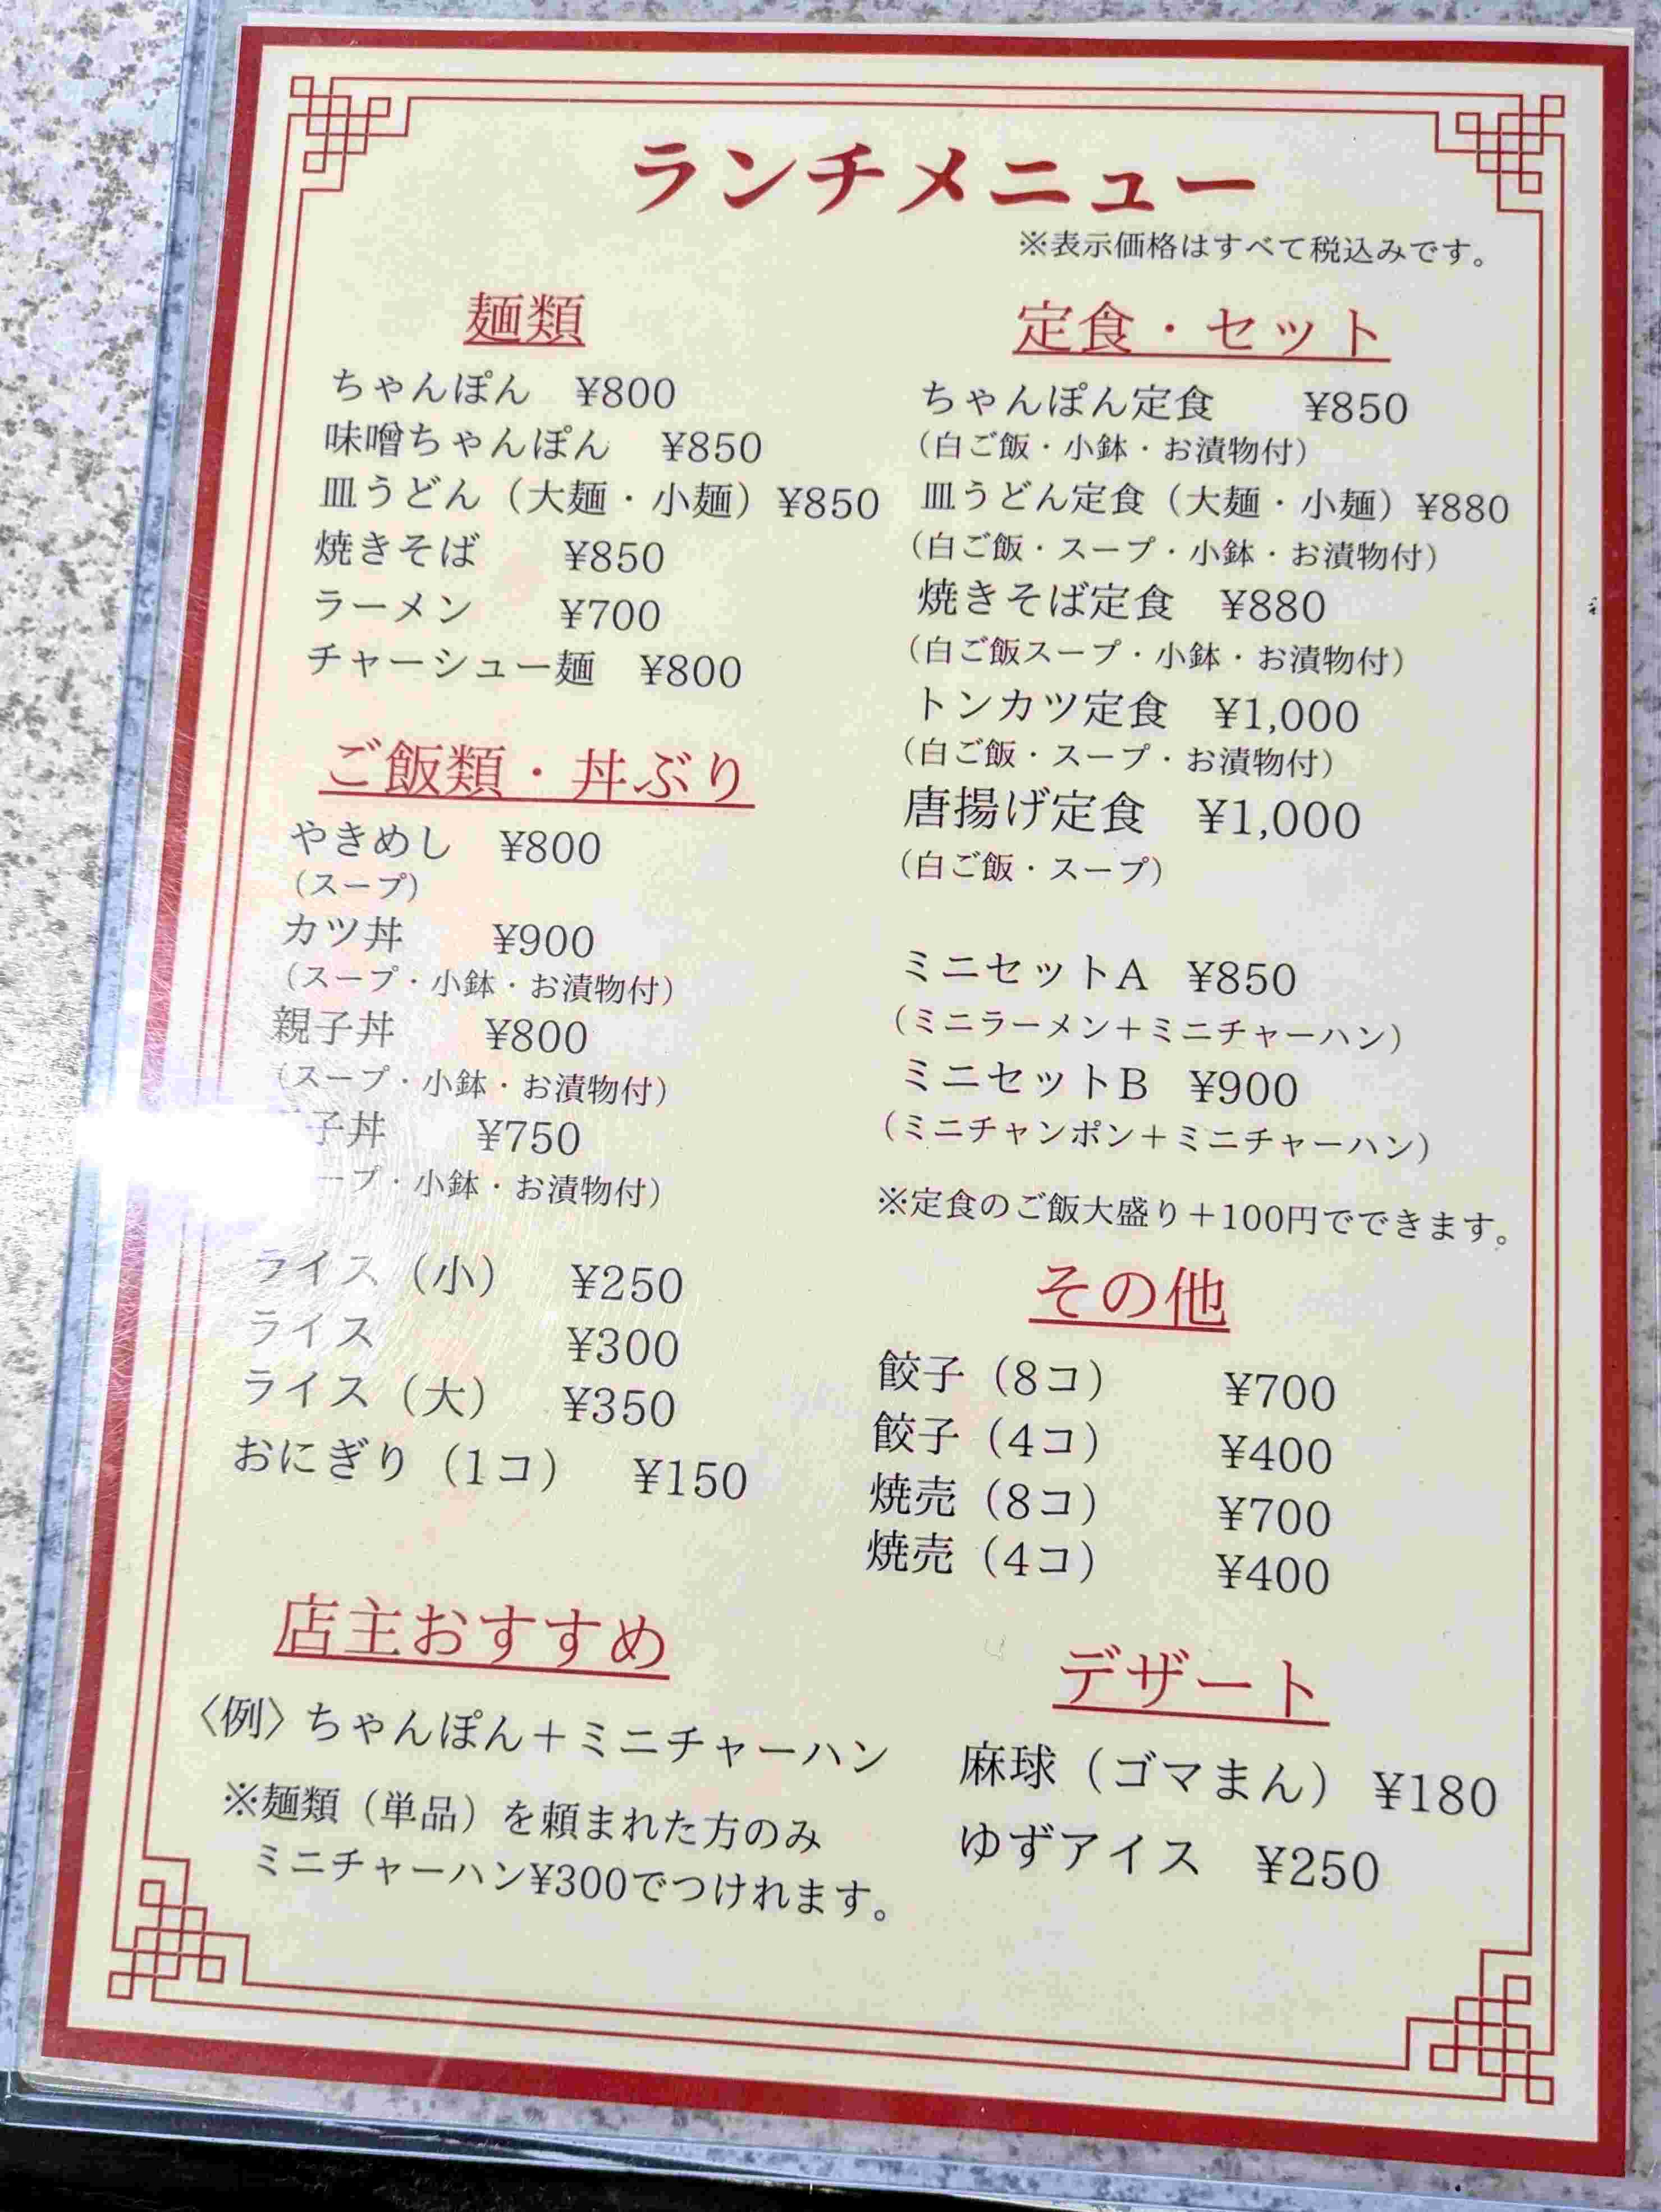 ランチメニュー
※表示価格はすべて税込みです。
麺類
ちゃんぽん ¥800
味噌ちゃんぽん ¥850
皿うどん（大麺・小麺）¥850
焼きそば ¥850
ラーメン ¥700
チャーシュー麺 ¥800
ご飯類・丼ぶり
やきめし ¥800
（スープ）
カツ丼 ¥900
（スープ・小鉢・お漬物付）
親子丼 ¥800
（スープ・小鉢・お漬物付）
子丼 ¥750
ープ・小鉢・お漬物付）
ライス（小） ¥250
ライス ¥300
ライス（大） ¥350
おにぎり（1コ） ¥150
店主おすすめ
〈例〉ちゃんぽん＋ミニチャーハン
※麺類（単品）を頼まれた方のみ
ミニチャーハン¥300でつけれます。
定食・セット
ちゃんぽん定食 ¥850
（白ご飯・小鉢・お漬物付）
皿うどん定食（大麺・小麺）¥880
（白ご飯・スープ・小鉢・お漬物付）
焼きそば定食 ¥880
（白ご飯スープ・小鉢・お漬物付）
トンカツ定食 ¥1,000
（白ご飯・スープ・お漬物付）
唐揚げ定食 ¥1,000
（白ご飯・スープ）
ミニセットA ¥850
（ミニラーメン＋ミニチャーハン）
ミニセットB ¥900
（ミニチャンポン＋ミニチャーハン）
※定食のご飯大盛り＋100円でできます。
その他
餃子（8コ） ¥700
餃子（4コ） ¥400
焼売（8コ） ¥700
焼売（4コ） ¥400
デザート
麻球（ゴマまん） ¥180
ゆずアイス ¥250